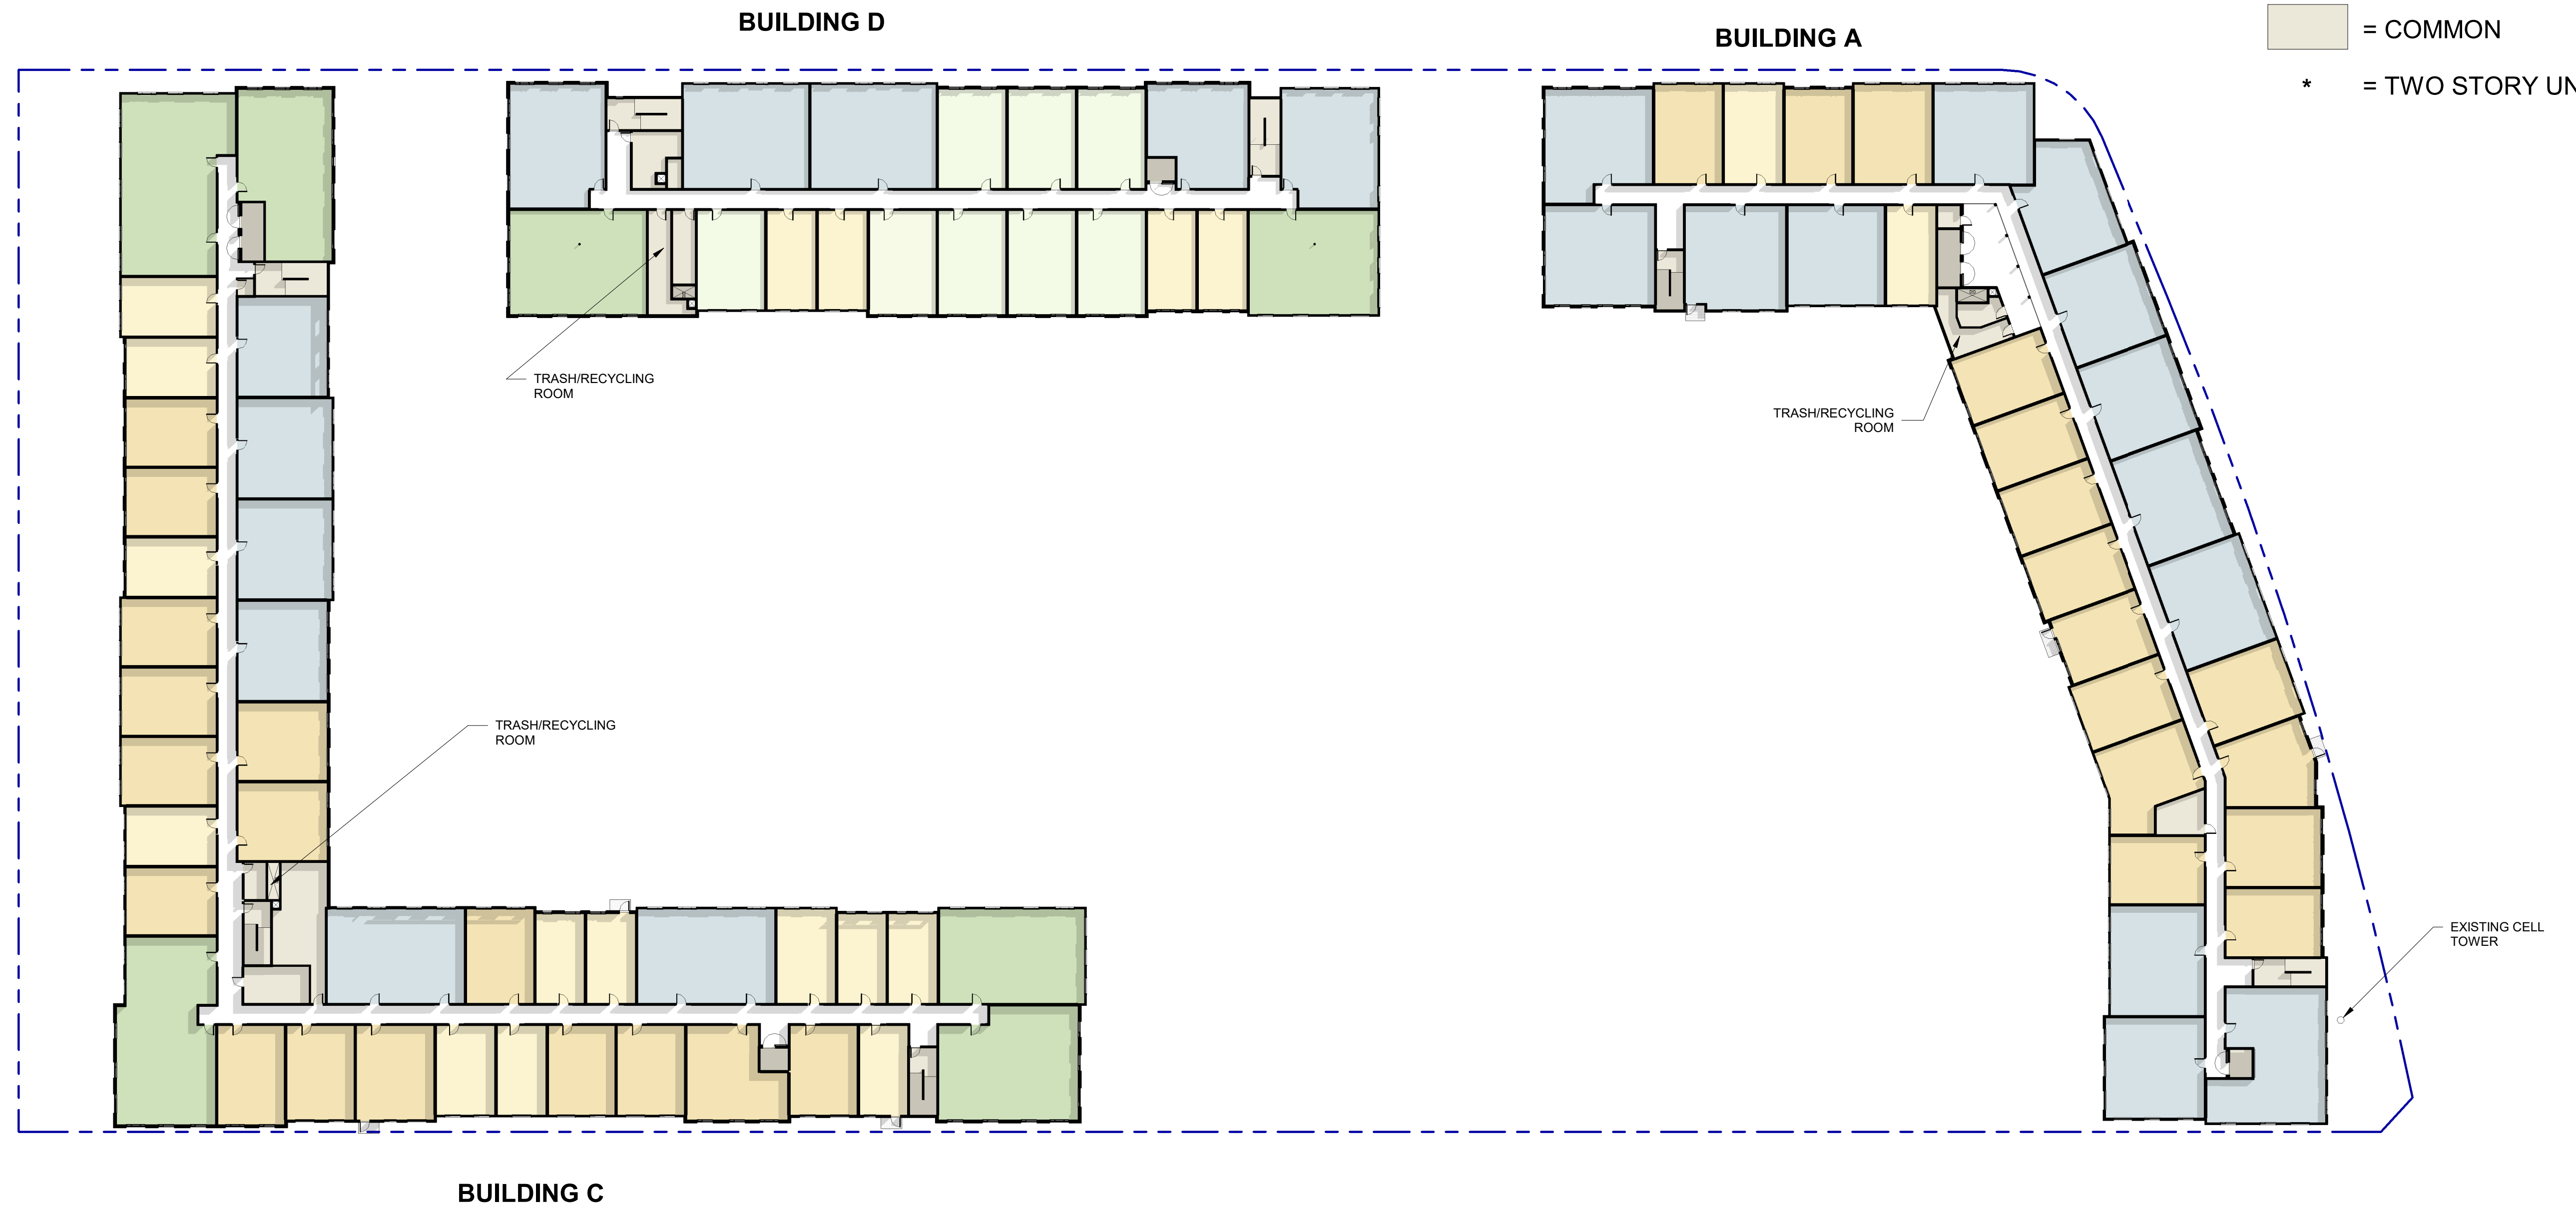 BUILDING D
BUILDING A
= COMMON
* = TWO STORY UN
TRASH/RECYCLING
ROOM
TRASH/RECYCLING
ROOM
TRASH/RECYCLING
ROOM
EXISTING CELL
TOWER
BUILDING C